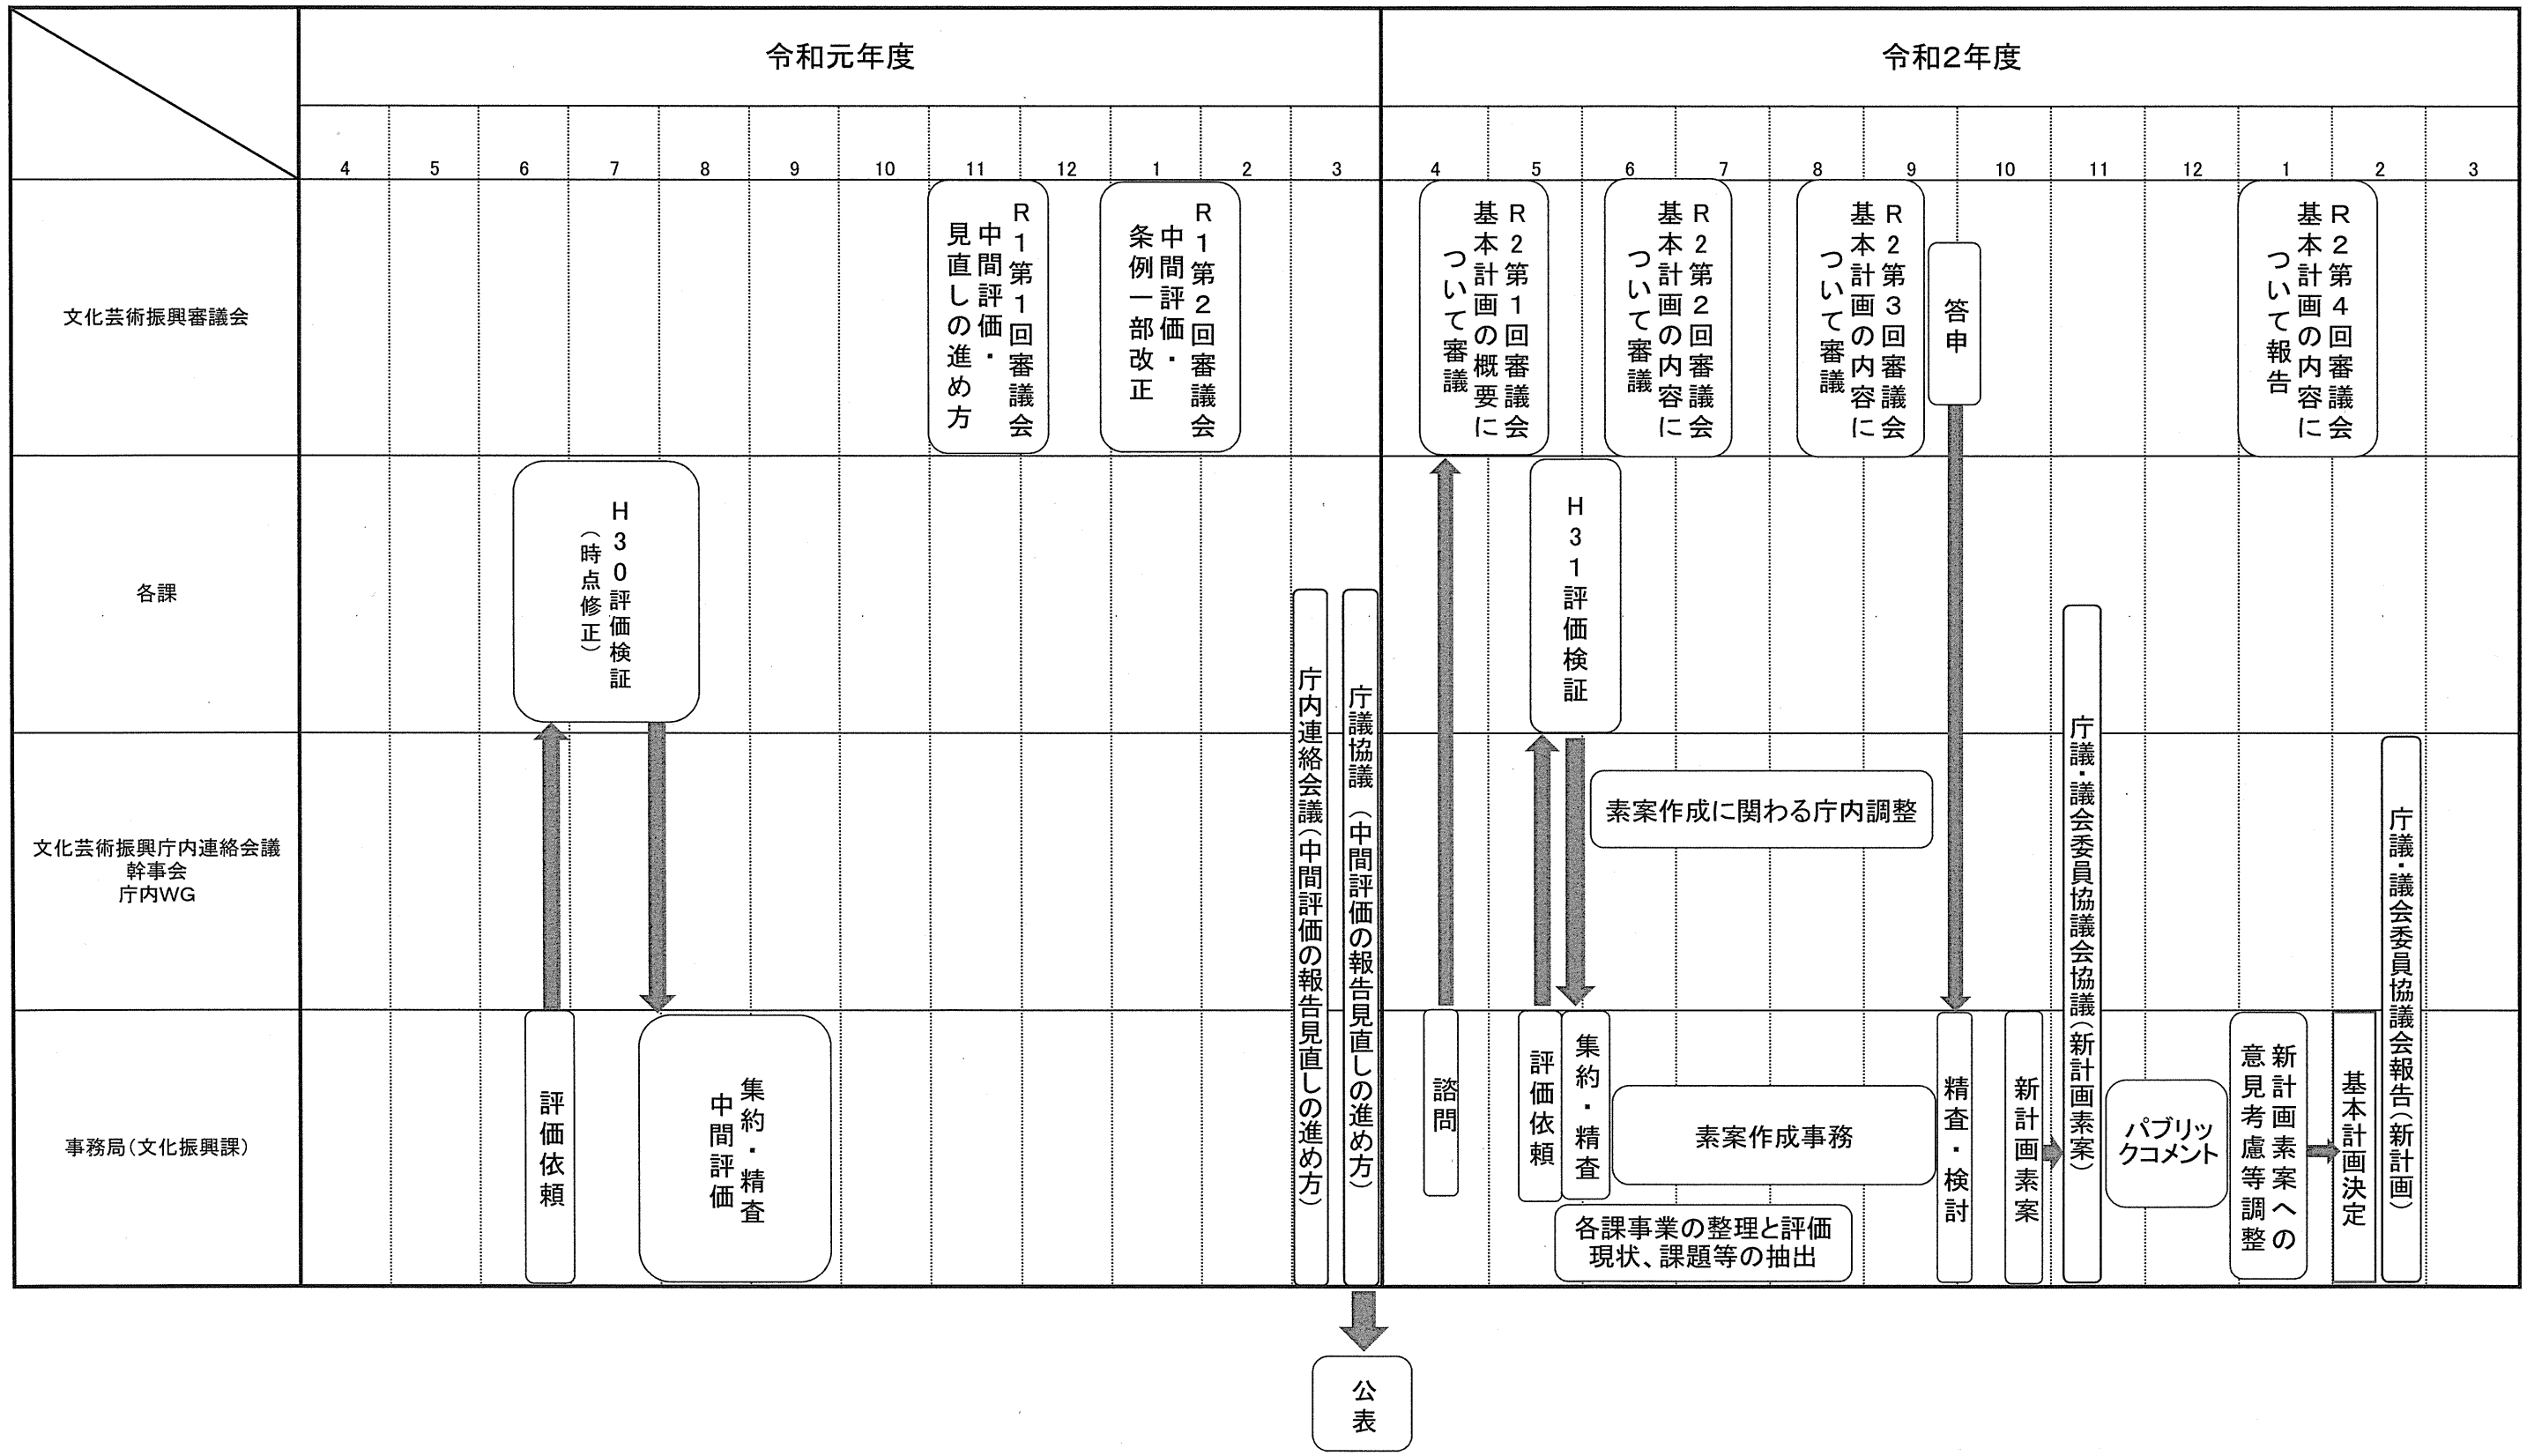 令和元年度
令和2年度
4 5 6 7 8 9 10 11 12 1 2 3 4 5 6 7 8 9 10 11 12 1 2 3
文化芸術振興審議会
R1第1回審議会
中間評価・
見直しの進め方
R1第2回審議会
中間評価・
条例一部改正
R2第1回審議会
基本計画の概要に
ついて審議
R2第2回審議会
基本計画の内容に
ついて審議
R2第3回審議会
基本計画の内容に
ついて審議
答申
R2第4回審議会
基本計画の内容に
ついて報告
各課
H30評価検証
(時点修正)
H31評価検証
文化芸術振興庁内連絡会議
幹事会
庁内WG
庁内連絡会議(中間評価の報告見直しの進め方)
庁議協議 (中間評価の報告見直しの進め方)
素案作成に関わる庁内調整
庁議・議会委員協議会協議(新計画素案)
庁議・議会委員協議会報告(新計画)
事務局(文化振興課)
評価依頼
集約・精査
中間評価
諮問
評価依頼
集約・精査
素案作成事務
各課事業の整理と評価
現状、課題等の抽出
精査・検討
新計画素案
パブリッ
クコメント
新計画素案への
意見考慮等調整
基本計画決定
公表